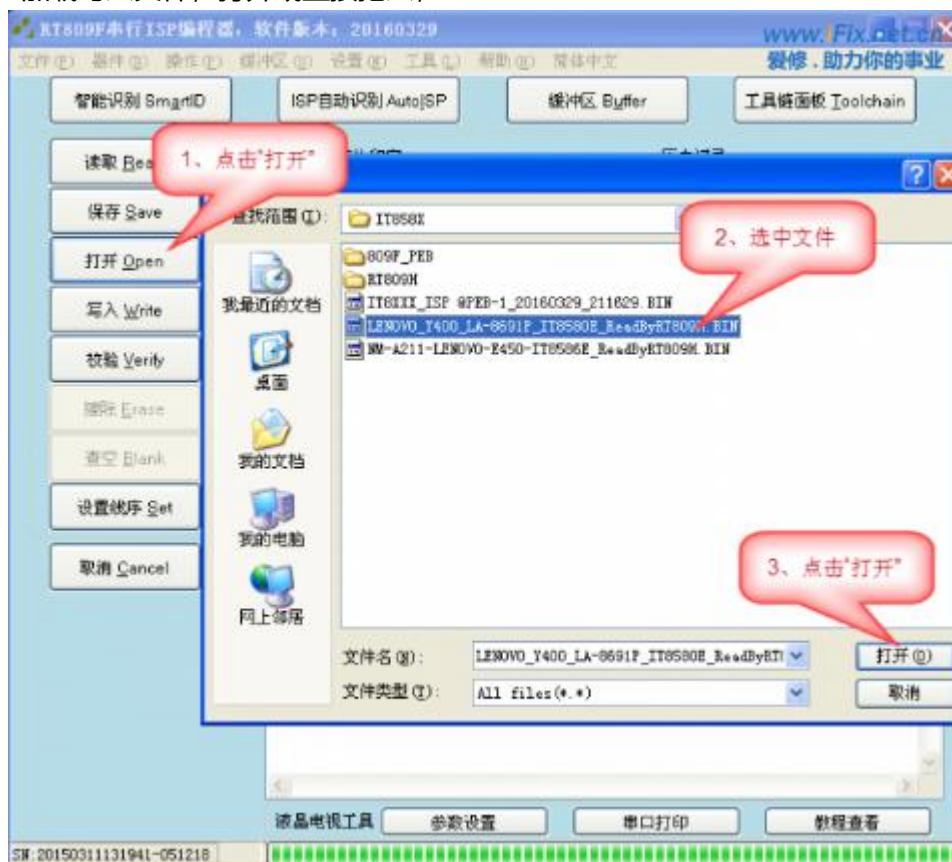 RT809F串行ISP编程器，软件版本：20160329
www.iFix.net.cn
爱修.助力你的事业
文件(F) 器件(D) 操作(E) 缓冲区(U) 设置(G) 工具(L) 帮助(Q) 简体中文
智能识别 SmartID
ISP自动识别 AutoISP
缓冲区 Buffer
工具链面板 Toolchain
读取
1、点击"打开"
保存 Save
查找范围(I):
IT858X
2、选中文件
打开 Open
我最近的文档
809F_PEB
RT809H
IT8XXX_ISP @PEB-1_20160329_211629.BIN
LENOVO_Y400_LA-8691P_IT8580E_ReadByRT809H.BIN
NM-A211-LENOVO-E450-IT8586E_ReadByRT809H.BIN
写入 Write
校验 Verify
桌面
擦除 Erase
查空 Blank
我的文档
设置线序 Set
我的电脑
取消 Cancel
3、点击"打开"
网上邻居
文件名(N):
LENOVO_Y400_LA-8691P_IT8580E_ReadByRT
打开(O)
文件类型(T):
All files(*.*)
取消
液晶电视工具
参数设置
串口打印
教程查看
SN:20150311131941-051218